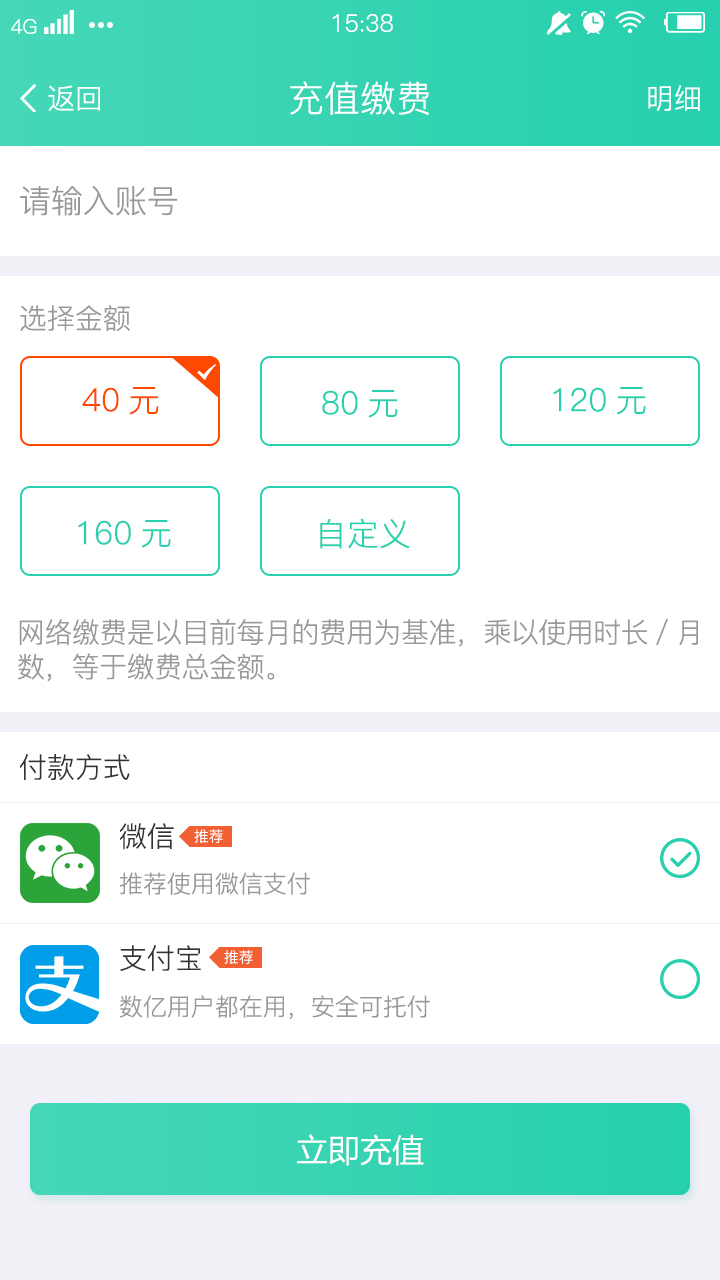 4G 15:38
返回 充值缴费 明细
请输入账号
选择金额
40 元 80 元 120 元
160 元 自定义
网络缴费是以目前每月的费用为基准，乘以使用时长 / 月
数，等于缴费总金额。
付款方式
微信 推荐
推荐使用微信支付
支付宝 推荐
数亿用户都在用，安全可托付
立即充值